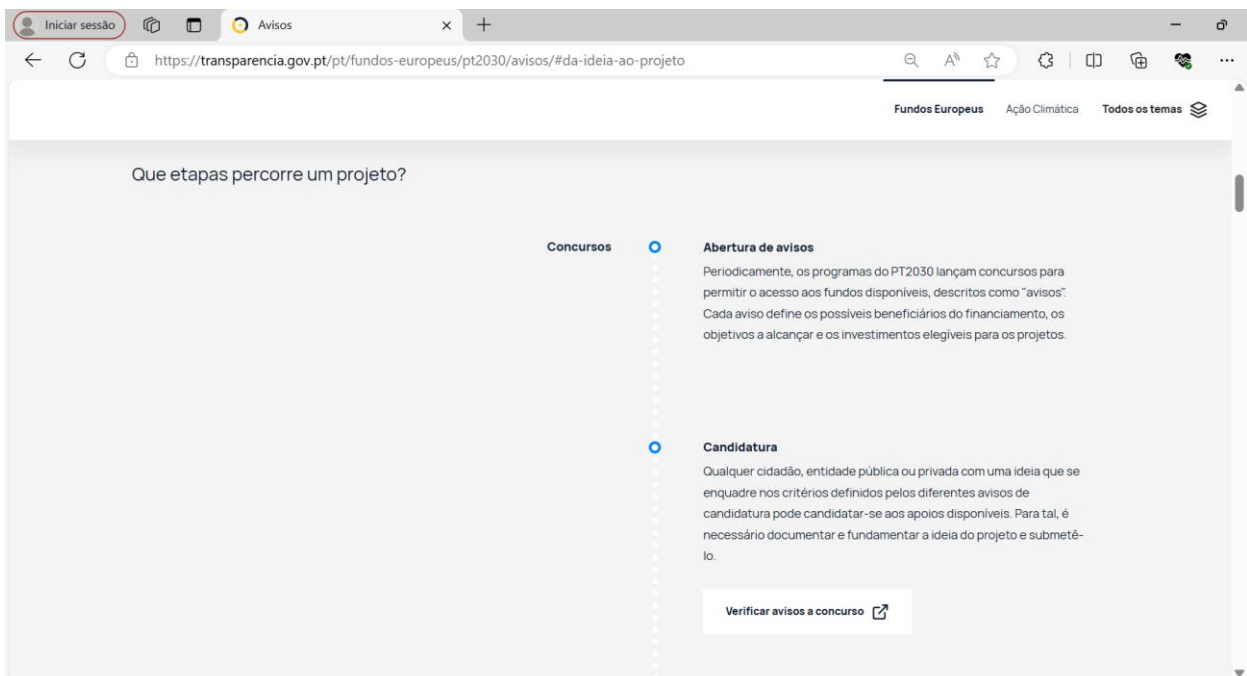 Iniciar sessão
Avisos
https://transparencia.gov.pt/pt/fundos-europeus/pt2030/avisos/#da-ideia-ao-projeto
Fundos Europeus
Ação Climática
Todos os temas
Que etapas percorre um projeto?
Concursos
Abertura de avisos
Periodicamente, os programas do PT2030 lançam concursos para
permitir o acesso aos fundos disponíveis, descritos como "avisos".
Cada aviso define os possíveis beneficiários do financiamento, os
objetivos a alcançar e os investimentos elegíveis para os projetos.
Candidatura
Qualquer cidadão, entidade pública ou privada com uma ideia que se
enquadre nos critérios definidos pelos diferentes avisos de
candidatura pode candidatar-se aos apoios disponíveis. Para tal, é
necessário documentar e fundamentar a ideia do projeto e submetê-
lo.
Verificar avisos a concurso